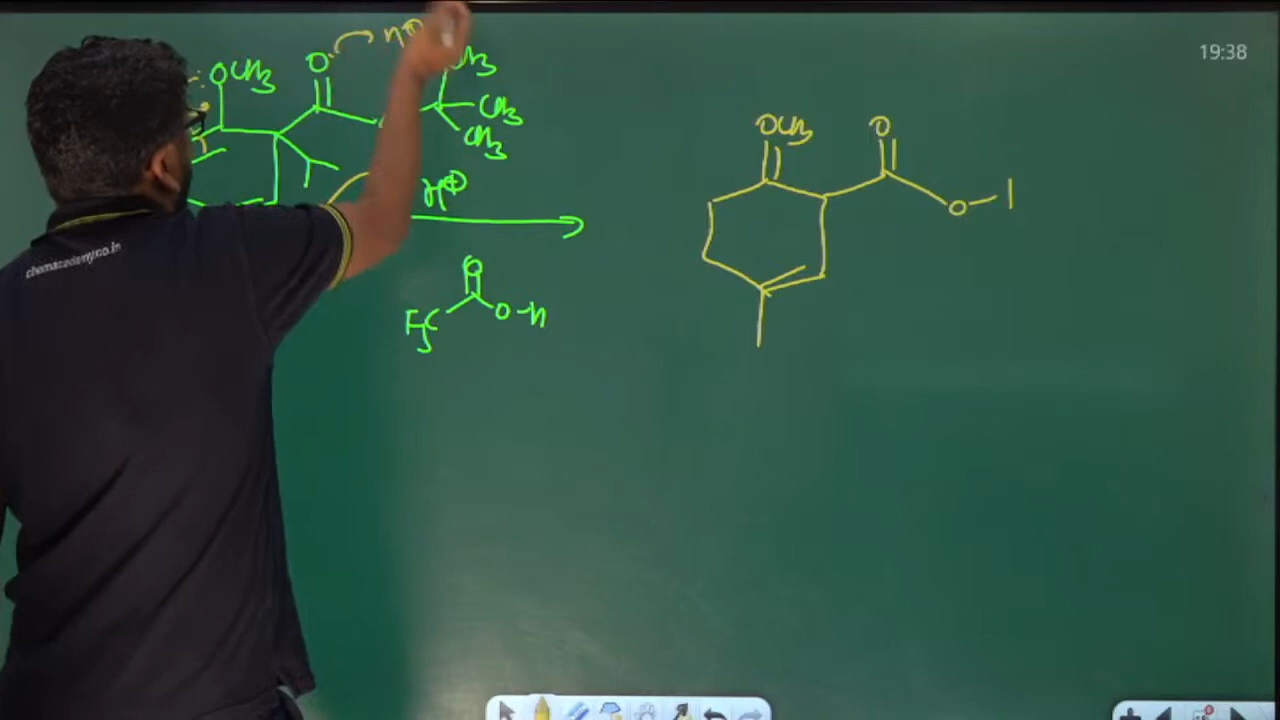 19:38
OCH3
O
H⊕
CH3
CH3
CH3
H⊕
O
F3C
O-H
OCH3
O
O
chemacademy.co.in